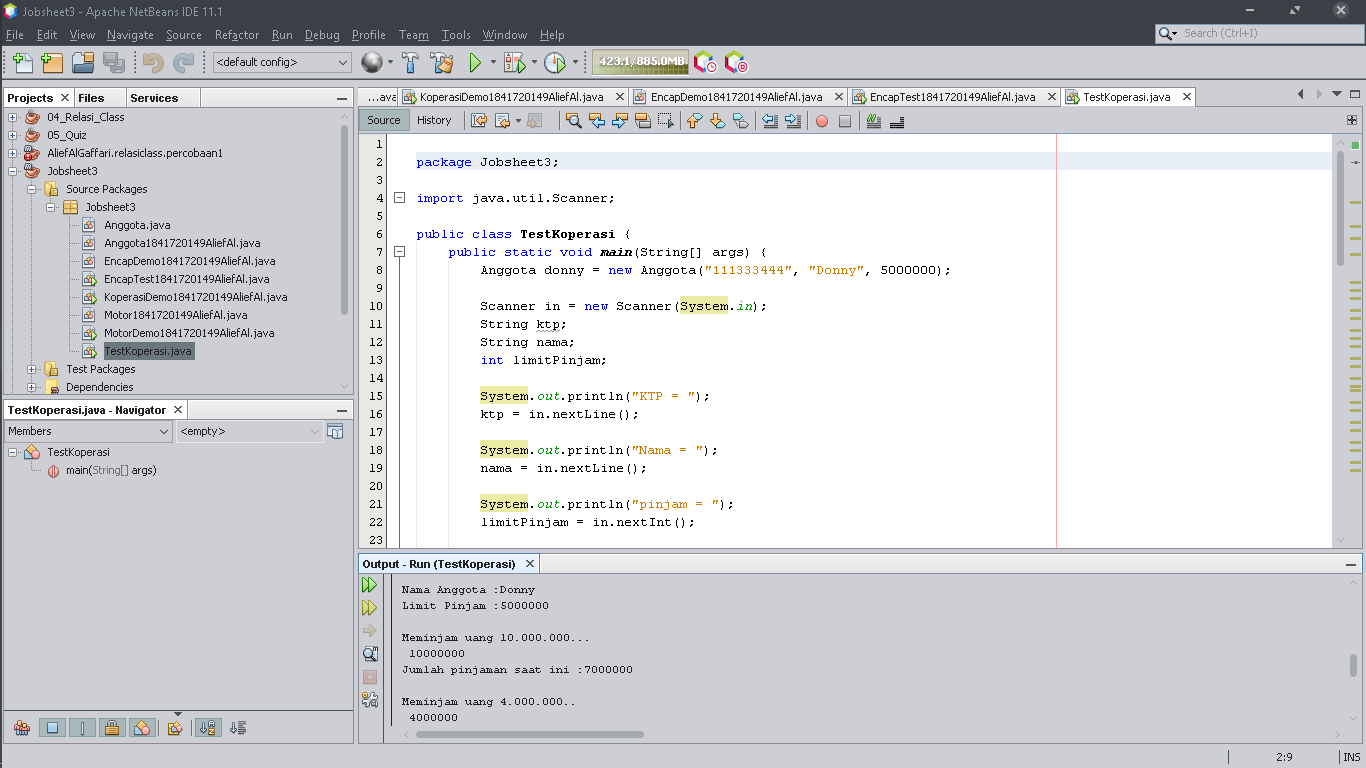 Jobsheet3 - Apache NetBeans IDE 11.1
File Edit View Navigate Source Refactor Run Debug Profile Team Tools Window Help
Search (Ctrl+I)
<default config>
423.1/885.0MB
Projects Files Services
04_Relasi_Class
05_Quiz
AliefAlGaffari.relasiclass.percobaan1
Jobsheet3
Source Packages
Jobsheet3
Anggota.java
Anggota1841720149AliefAl.java
EncapDemo1841720149AliefAl.java
EncapTest1841720149AliefAl.java
KoperasiDemo1841720149AliefAl.java
Motor1841720149AliefAl.java
MotorDemo1841720149AliefAl.java
TestKoperasi.java
Test Packages
Dependencies
TestKoperasi.java - Navigator
Members
<empty>
TestKoperasi
main(String[] args)
...ava KoperasiDemo1841720149AliefAl.java EncapDemo1841720149AliefAl.java EncapTest1841720149AliefAl.java TestKoperasi.java
Source History
1
2 package Jobsheet3;
3
4 import java.util.Scanner;
5
6 public class TestKoperasi {
7 public static void main(String[] args) {
8 Anggota donny = new Anggota("111333444", "Donny", 5000000);
9
10 Scanner in = new Scanner(System.in);
11 String ktp;
12 String nama;
13 int limitPinjam;
14
15 System.out.println("KTP = ");
16 ktp = in.nextLine();
17
18 System.out.println("Nama = ");
19 nama = in.nextLine();
20
21 System.out.println("pinjam = ");
22 limitPinjam = in.nextInt();
23
Output - Run (TestKoperasi)
Nama Anggota :Donny
Limit Pinjam :5000000
Meminjam uang 10.000.000...
10000000
Jumlah pinjaman saat ini :7000000
Meminjam uang 4.000.000..
4000000
2:9 INS